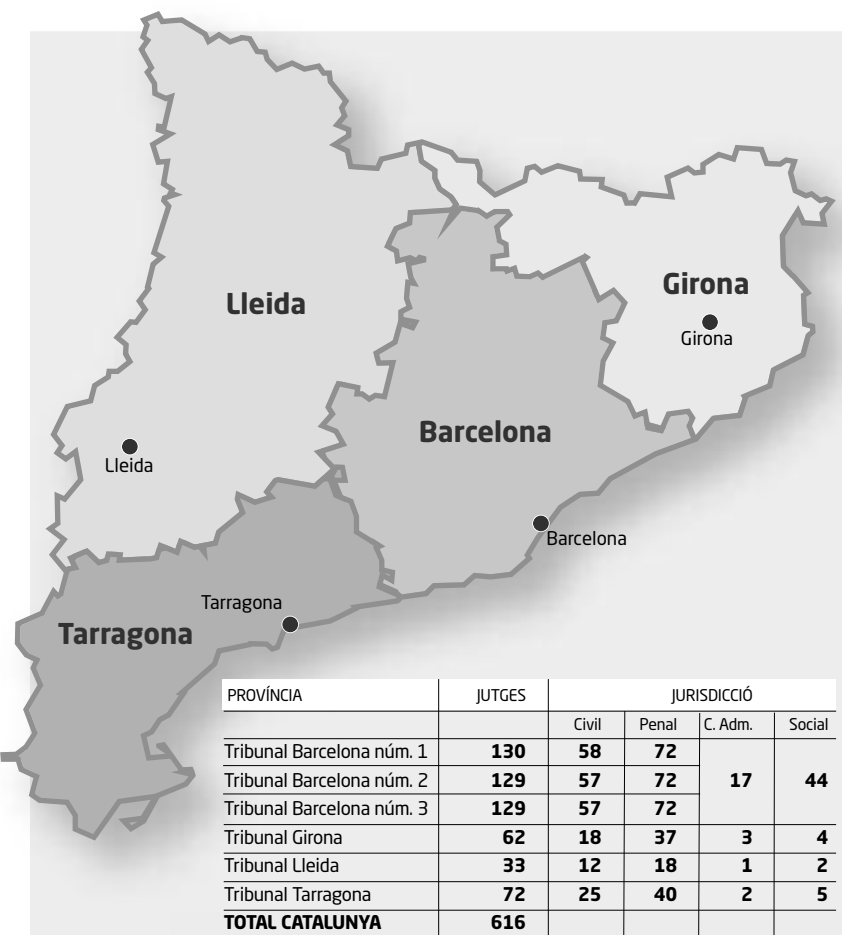 Lleida
Girona
Girona
Barcelona
Lleida
Barcelona
Tarragona
Tarragona
PROVÍNCIA JUTGES JURISDICCIÓ
Civil Penal C. Adm. Social
Tribunal Barcelona núm. 1 130 58 72
Tribunal Barcelona núm. 2 129 57 72 17 44
Tribunal Barcelona núm. 3 129 57 72
Tribunal Girona 62 18 37 3 4
Tribunal Lleida 33 12 18 1 2
Tribunal Tarragona 72 25 40 2 5
TOTAL CATALUNYA 616